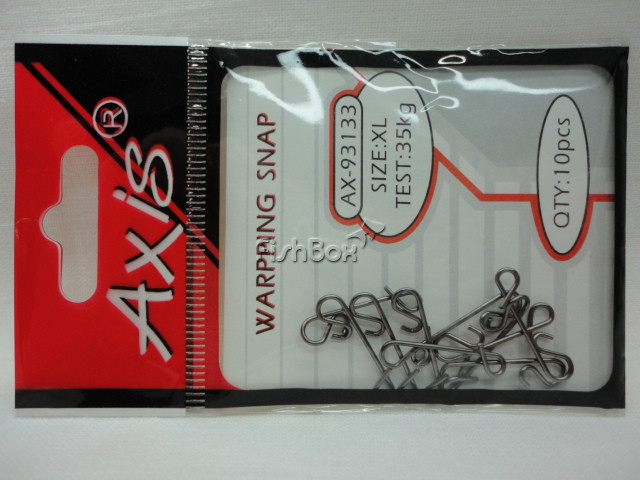 AXIS®
WARPPING SNAP
AX-93133
SIZE:XL
TEST:35kg
QTY:10pcs
FishBox